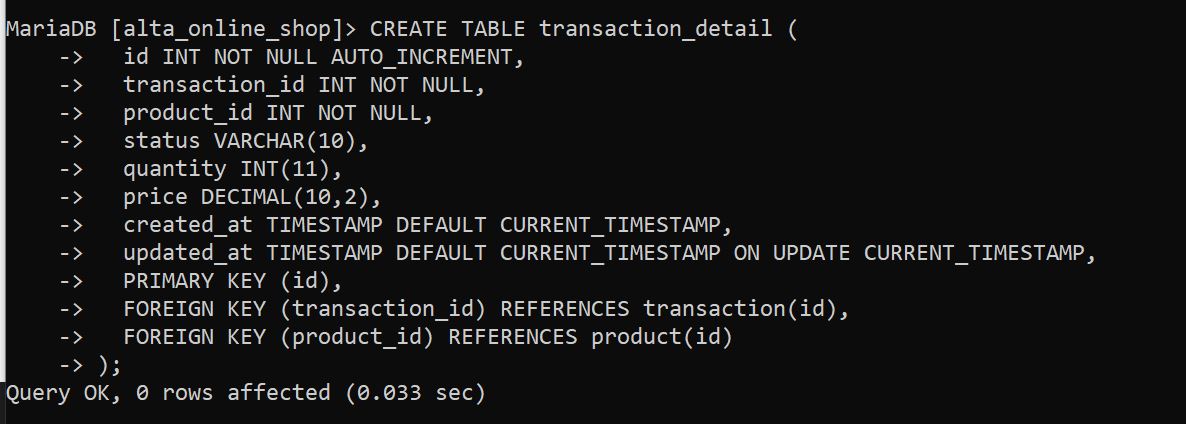 MariaDB [alta_online_shop]> CREATE TABLE transaction_detail (
    ->   id INT NOT NULL AUTO_INCREMENT,
    ->   transaction_id INT NOT NULL,
    ->   product_id INT NOT NULL,
    ->   status VARCHAR(10),
    ->   quantity INT(11),
    ->   price DECIMAL(10,2),
    ->   created_at TIMESTAMP DEFAULT CURRENT_TIMESTAMP,
    ->   updated_at TIMESTAMP DEFAULT CURRENT_TIMESTAMP ON UPDATE CURRENT_TIMESTAMP,
    ->   PRIMARY KEY (id),
    ->   FOREIGN KEY (transaction_id) REFERENCES transaction(id),
    ->   FOREIGN KEY (product_id) REFERENCES product(id)
    -> );
Query OK, 0 rows affected (0.033 sec)